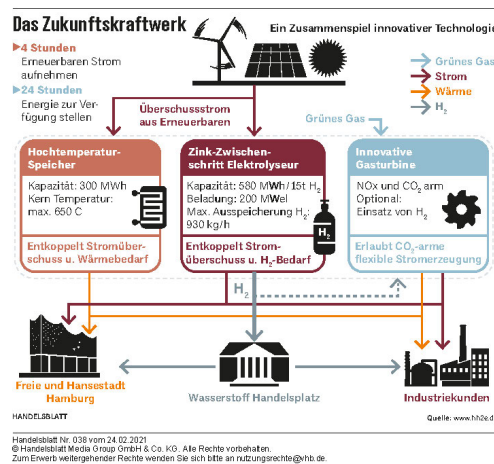 Das Zukunftskraftwerk
Ein Zusammenspiel innovativer Technologie
4 Stunden
Erneuerbaren Strom
aufnehmen
24 Stunden
Energie zur Ver-
fügung stellen
Grünes Gas
Strom
Wärme
H₂
Überschussstrom
aus Erneuerbaren
Grünes Gas
Hochtemperatur-
Speicher
Kapazität: 300 MWh
Kern Temperatur:
max. 650 C
Entkoppelt Stromüber-
schuss u. Wärmebedarf
Zink-Zwischen-
schritt Elektrolyseur
Kapazität: 580 MWh/15t H₂
Beladung: 200 MWel
Max. Ausspeicherung H₂:
930 kg/h
H₂
Entkoppelt Strom-
überschuss u. H₂-Bedarf
Innovative
Gasturbine
NOx und CO₂ arm
Optional:
Einsatz von H₂
Erlaubt CO₂-arme
flexible Stromerzeugung
H₂
Freie und Hansestadt
Hamburg
Wasserstoff Handelsplatz
Industriekunden
HANDELSBLATT
Quelle: www.hh2e.d
Handelsblatt Nr. 038 vom 24.02.2021
© Handelsblatt Media Group GmbH & Co. KG. Alle Rechte vorbehalten.
Zum Erwerb weitergehender Rechte wenden Sie sich bitte an nutzungsrechte@vhb.de.